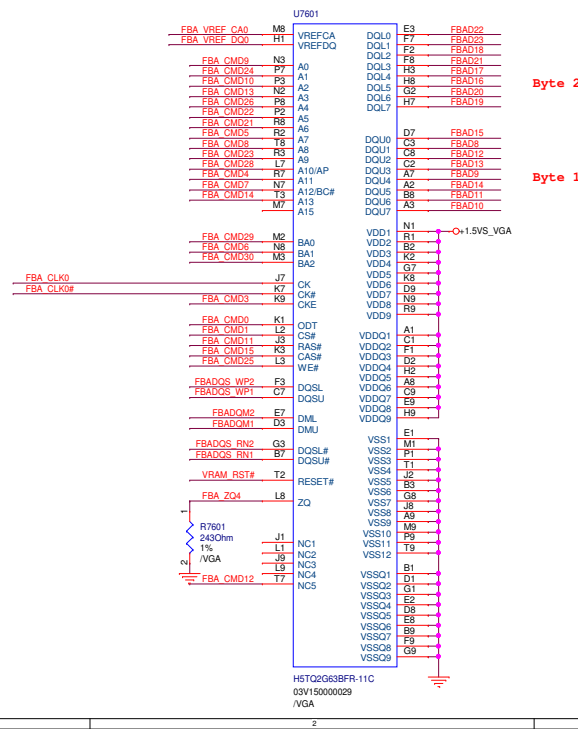 U7601
FBA_VREF_CA0 M8 VREFCA DQL0 E3 FBAD22
FBA_VREF_DQ0 H1 VREFDQ DQL1 F7 FBAD23
DQL2 F2 FBAD18
FBA_CMD9 N3 A0 DQL3 F8 FBAD21
FBA_CMD24 P7 A1 DQL4 H3 FBAD17
FBA_CMD10 P3 A2 DQL5 H8 FBAD16
FBA_CMD13 N2 A3 DQL6 G2 FBAD20
FBA_CMD26 P8 A4 DQL7 H7 FBAD19
Byte 2
FBA_CMD22 P2 A5
FBA_CMD21 R8 A6
FBA_CMD5 R2 A7 DQU0 D7 FBAD15
FBA_CMD8 T8 A8 DQU1 C3 FBAD8
FBA_CMD23 R3 A9 DQU2 C8 FBAD12
FBA_CMD28 L7 A10/AP DQU3 C2 FBAD13
FBA_CMD4 R7 A11 DQU4 A7 FBAD9
FBA_CMD7 N7 A12/BC# DQU5 A2 FBAD14
FBA_CMD14 T3 A13 DQU6 B8 FBAD11
M7 A15 DQU7 A3 FBAD10
Byte 1
VDD1 N1 +1.5VS_VGA
FBA_CMD29 M2 BA0 VDD2 R1
FBA_CMD6 N8 BA1 VDD3 B2
FBA_CMD30 M3 BA2 VDD4 K2
VDD5 G7
FBA_CLK0 J7 CK VDD6 K8
FBA_CLK0# K7 CK# VDD7 D9
FBA_CMD3 K9 CKE VDD8 N9
VDD9 R9
FBA_CMD0 K1 ODT
FBA_CMD1 L2 CS# VDDQ1 A1
FBA_CMD11 J3 RAS# VDDQ2 C1
FBA_CMD15 K3 CAS# VDDQ3 F1
FBA_CMD25 L3 WE# VDDQ4 D2
VDDQ5 H2
FBADQS_WP2 F3 DQSL VDDQ6 A8
FBADQS_WP1 C7 DQSU VDDQ7 C9
VDDQ8 E9
FBADQM2 E7 DML VDDQ9 H9
FBADQM1 D3 DMU
VSS1 E1
FBADQS_RN2 G3 DQSL# VSS2 M1
FBADQS_RN1 B7 DQSU# VSS3 P1
VSS4 T1
VRAM_RST# T2 RESET# VSS5 J2
VSS6 B3
FBA_ZQ4 L8 ZQ VSS7 G8
VSS8 J8
VSS9 A9
VSS10 M9
VSS11 P9
VSS12 T9
1
R7601
243Ohm
1%
/VGA
2
J1 NC1
L1 NC2
J9 NC3
L9 NC4
FBA_CMD12 T7 NC5
VSSQ1 B1
VSSQ2 D1
VSSQ3 G1
VSSQ4 E2
VSSQ5 D8
VSSQ6 E8
VSSQ7 B9
VSSQ8 F9
VSSQ9 G9
H5TQ2G63BFR-11C
03V150000029
/VGA
2